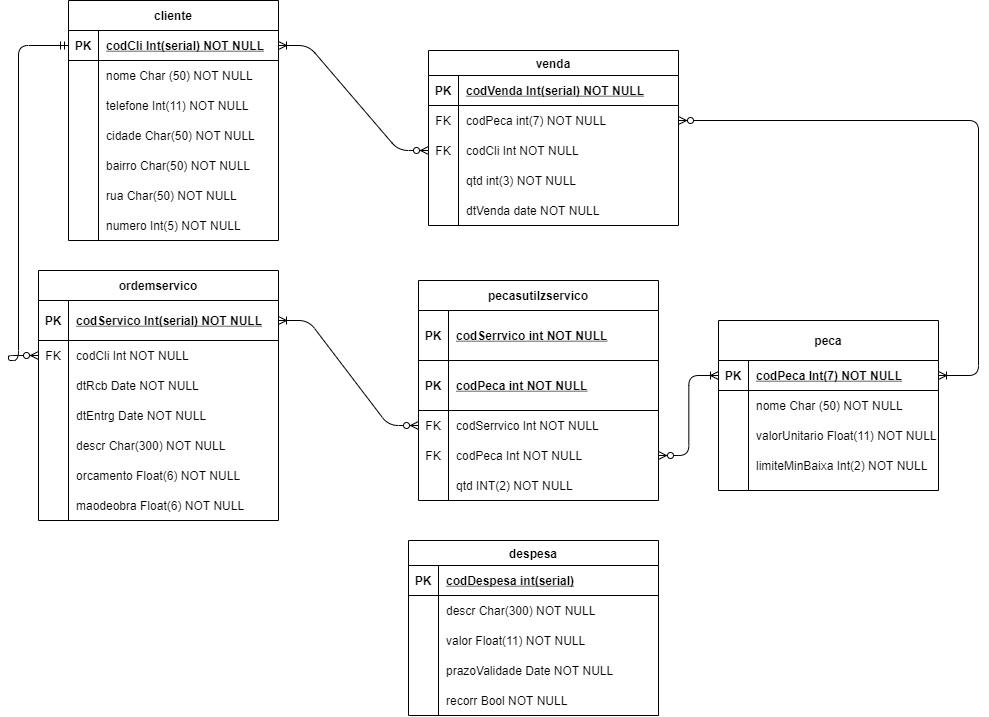 cliente
PK codCli Int(serial) NOT NULL
nome Char (50) NOT NULL
telefone Int(11) NOT NULL
cidade Char(50) NOT NULL
bairro Char(50) NOT NULL
rua Char(50) NOT NULL
numero Int(5) NOT NULL
venda
PK codVenda Int(serial) NOT NULL
FK codPeca int(7) NOT NULL
FK codCli Int NOT NULL
qtd int(3) NOT NULL
dtVenda date NOT NULL
ordemservico
PK codServico Int(serial) NOT NULL
FK codCli Int NOT NULL
dtRcb Date NOT NULL
dtEntrg Date NOT NULL
descr Char(300) NOT NULL
orcamento Float(6) NOT NULL
maodeobra Float(6) NOT NULL
pecasutilzservico
PK codSerrvico int NOT NULL
PK codPeca int NOT NULL
FK codSerrvico Int NOT NULL
FK codPeca Int NOT NULL
qtd INT(2) NOT NULL
peca
PK codPeca Int(7) NOT NULL
nome Char (50) NOT NULL
valorUnitario Float(11) NOT NULL
limiteMinBaixa Int(2) NOT NULL
despesa
PK codDespesa int(serial)
descr Char(300) NOT NULL
valor Float(11) NOT NULL
prazoValidade Date NOT NULL
recorr Bool NOT NULL